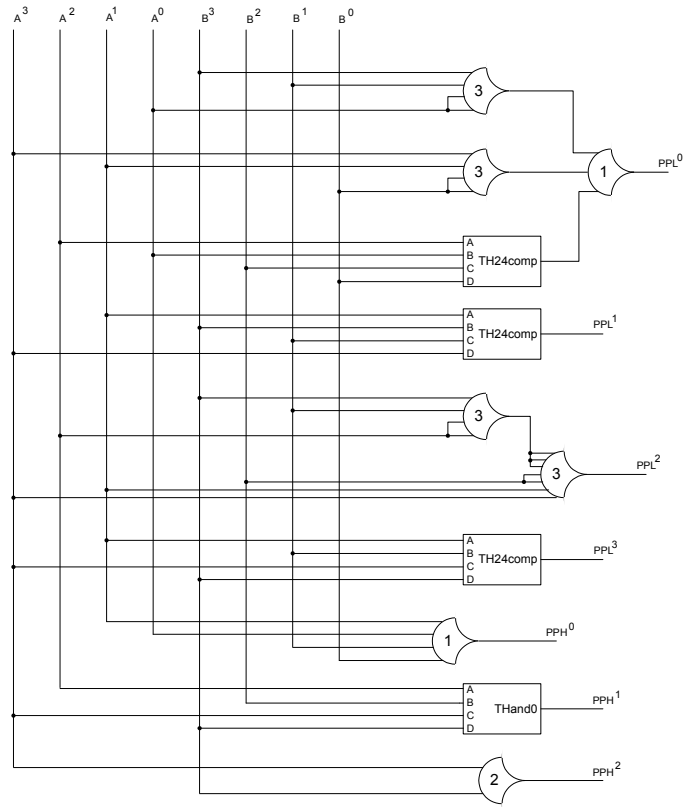 A3 A2 A1 A0 B3 B2 B1 B0
3
3
1
PPL0
A
B
C
D
TH24comp
A
B
C
D
TH24comp
PPL1
3
3
PPL2
A
B
C
D
TH24comp
PPL3
1
PPH0
A
B
C
D
THand0
PPH1
2
PPH2